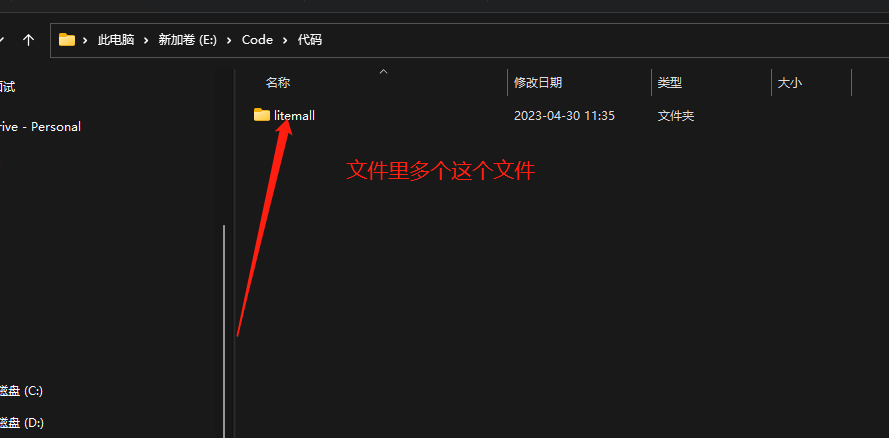 此电脑 › 新加卷 (E:) › Code › 代码
名称 修改日期 类型 大小
试
rive - Personal
litemall 2023-04-30 11:35 文件夹
文件里多个这个文件
磁盘 (C:)
磁盘 (D:)